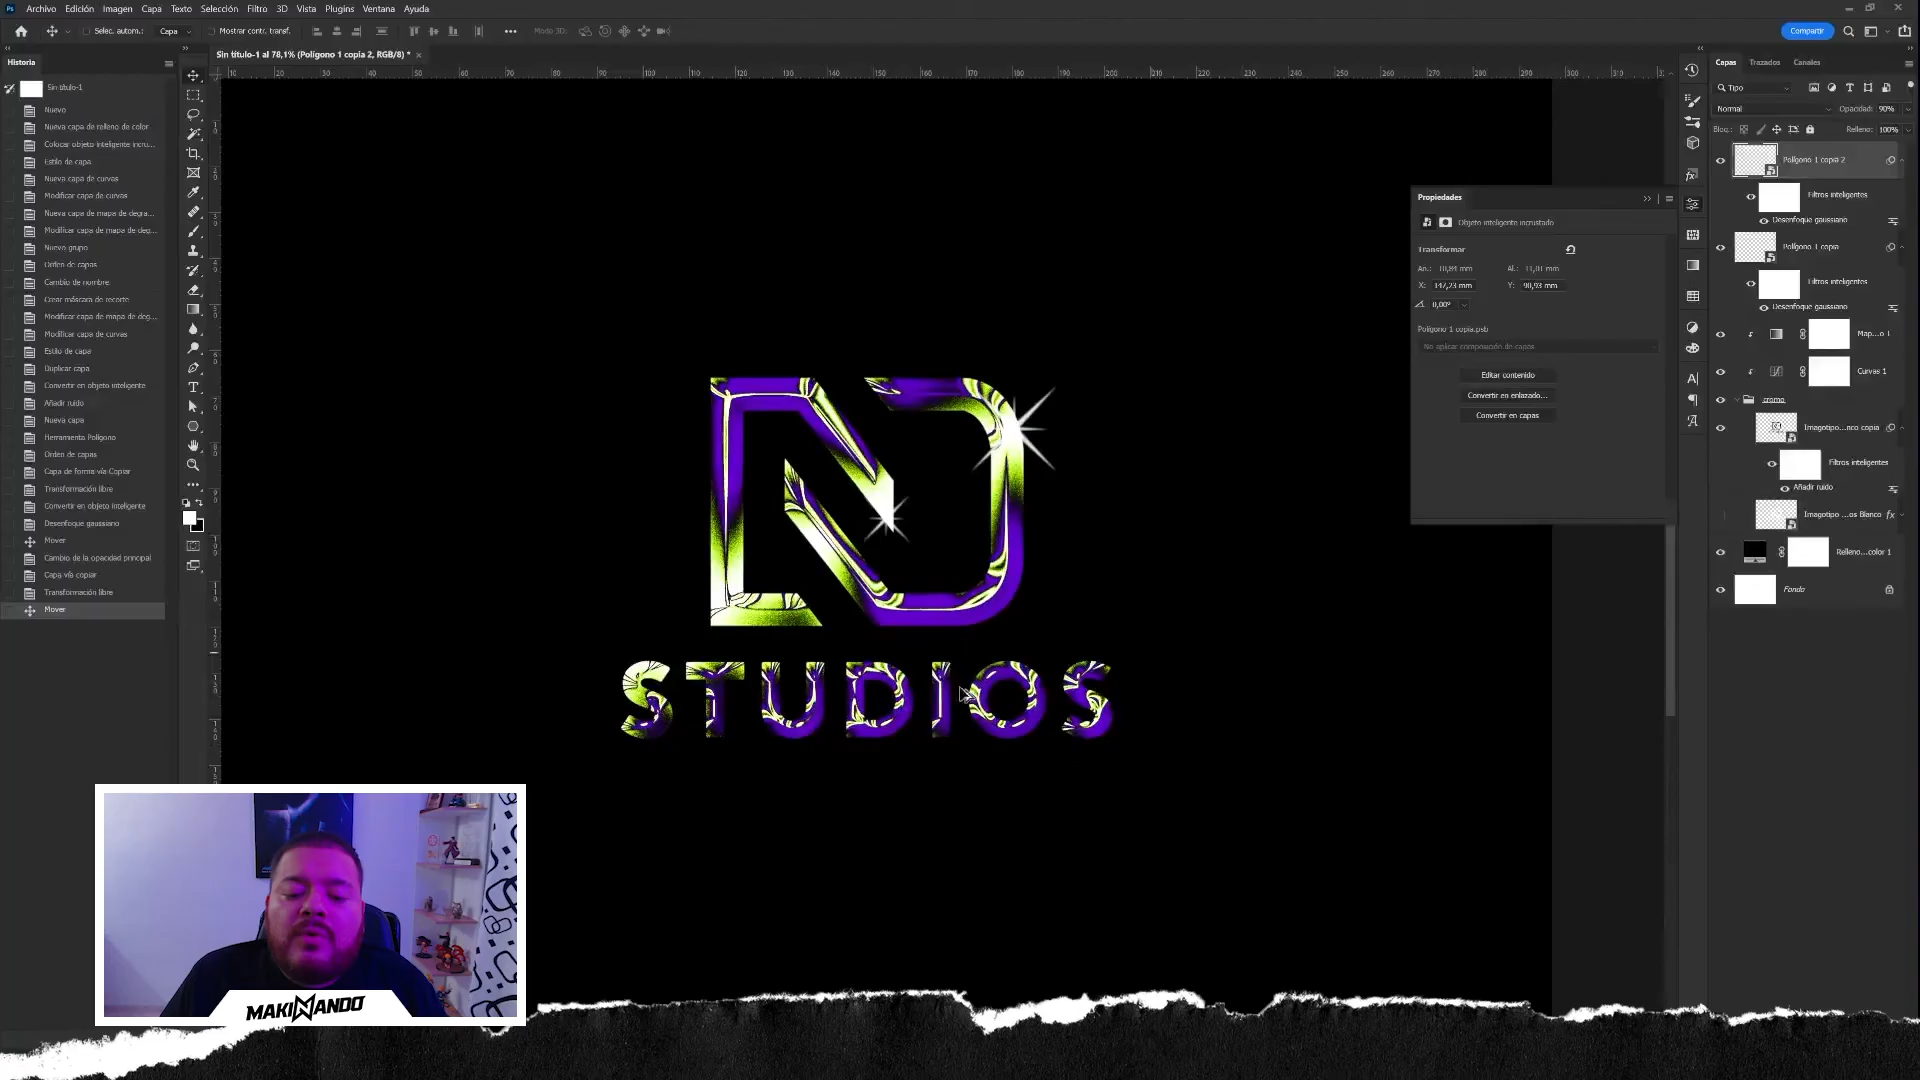 Archivo Edición Imagen Capa Texto Selección Filtro 3D Vista Plugins Ventana Ayuda
Selec. autom.: Capa Mostrar contr. transf. Modo 3D: Compartir
Historia
Sin título-1 al 78,1% (Polígono 1 copia 2, RGB/8) *
Capas Trazados Canales
Sin título-1
Nuevo
Nueva capa de relleno de color
Colocar objeto inteligente incru...
Estilo de capa
Nueva capa de curvas
Modificar capa de curvas
Nueva capa de mapa de degra...
Modificar capa de mapa de deg...
Nuevo grupo
Orden de capas
Cambio de nombre
Crear máscara de recorte
Modificar capa de mapa de deg...
Modificar capa de curvas
Estilo de capa
Duplicar capa
Convertir en objeto inteligente
Añadir ruido
Nueva capa
Herramienta Polígono
Orden de capas
Capa de forma vía Copiar
Transformación libre
Convertir en objeto inteligente
Desenfoque gaussiano
Mover
Cambio de la opacidad principal
Capa vía copiar
Transformación libre
Mover
ND
STUDIOS
Propiedades
Objeto inteligente incrustado
Transformar
An.: 10,84 mm Al.: 11,01 mm
X: 147,23 mm Y: 90,93 mm
0,00°
Polígono 1 copia.psb
No aplicar composición de capas
Editar contenido
Convertir en enlazado...
Convertir en capas
Tipo
Normal Opacidad: 90%
Bloq.: Relleno: 100%
Polígono 1 copia 2
Filtros inteligentes
Desenfoque gaussiano
Polígono 1 copia
Filtros inteligentes
Desenfoque gaussiano
Map...o 1
Curvas 1
cromo
Imagotipo...nco copia
Filtros inteligentes
Añadir ruido
Imagotipo ...os Blanco fx
Relleno...color 1
Fondo
MAKINANDO